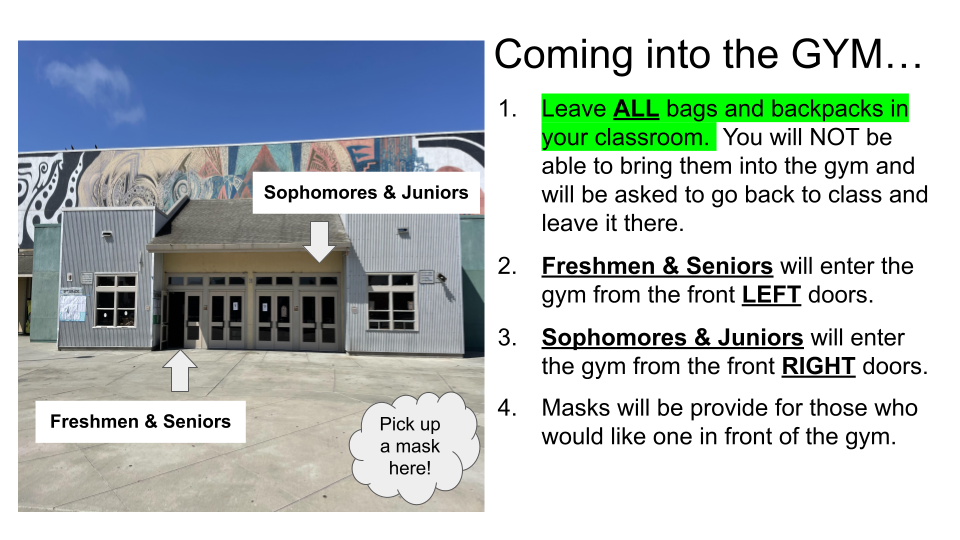 Coming into the GYM…
1. Leave ALL bags and backpacks in
your classroom. You will NOT be
able to bring them into the gym and
will be asked to go back to class and
leave it there.
2. Freshmen & Seniors will enter the
gym from the front LEFT doors.
3. Sophomores & Juniors will enter
the gym from the front RIGHT doors.
4. Masks will be provide for those who
would like one in front of the gym.
Sophomores & Juniors
Freshmen & Seniors
Pick up
a mask
here!